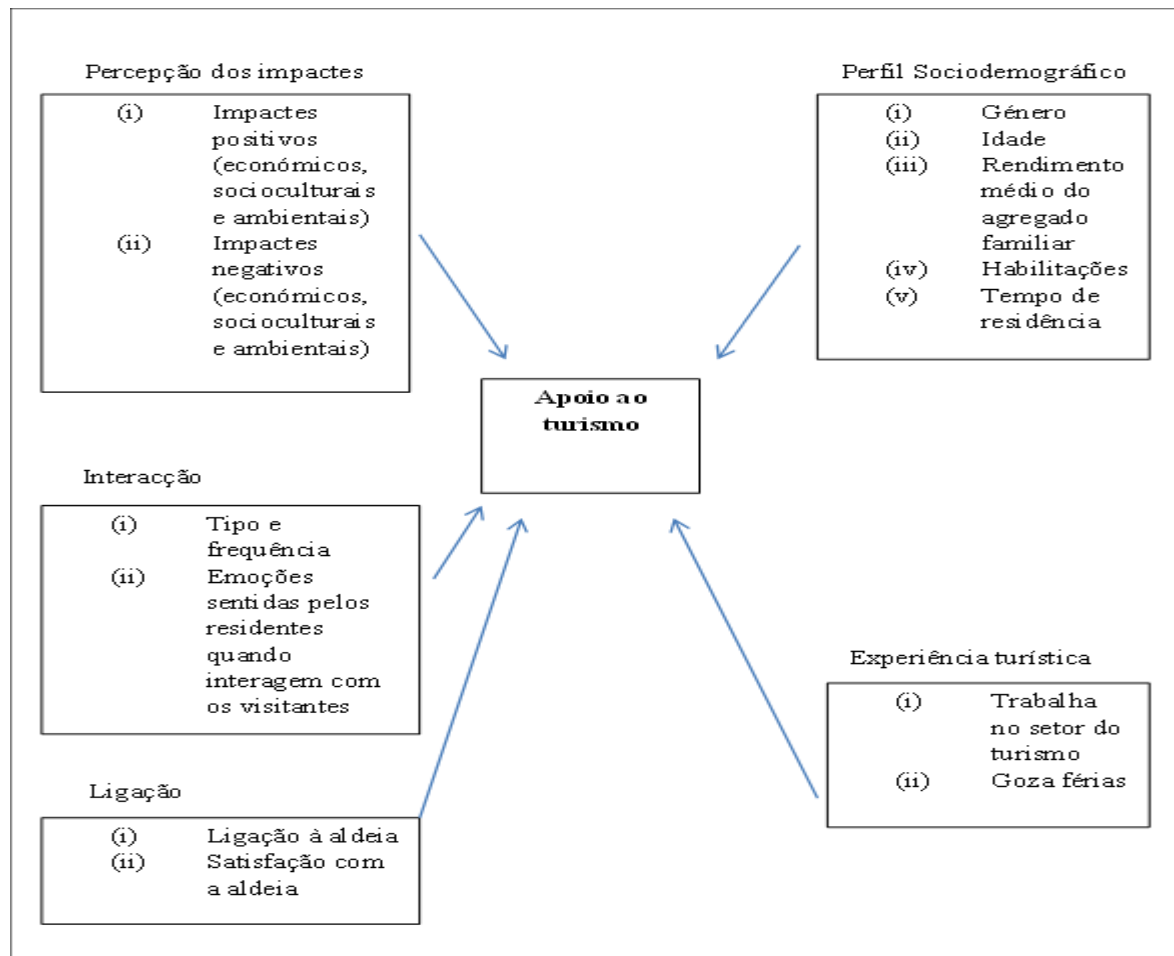 Percepção dos impactes
(i) Impactes
positivos
(económicos,
socioculturais
e ambientais)
(ii) Impactes
negativos
(económicos,
socioculturais
e ambientais)
Perfil Sociodemográfico
(i) Género
(ii) Idade
(iii) Rendimento
médio do
agregado
familiar
(iv) Habilitações
(v) Tempo de
residência
Apoio ao
turismo
Interacção
(i) Tipo e
frequência
(ii) Emoções
sentidas pelos
residentes
quando
interagem com
os visitantes
Experiência turística
(i) Trabalha
no setor do
turismo
(ii) Goza férias
Ligação
(i) Ligação à aldeia
(ii) Satisfação com
a aldeia